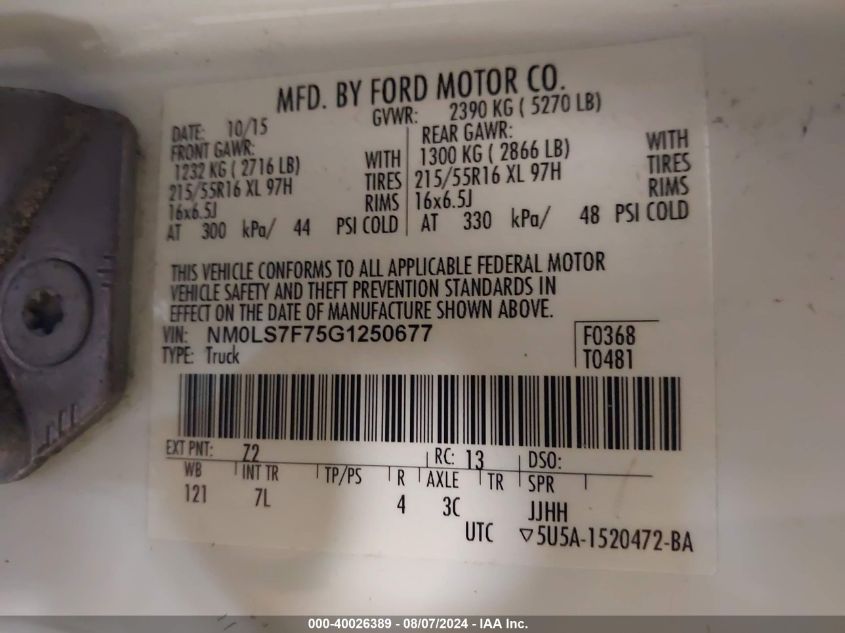 MFD. BY FORD MOTOR CO.
DATE: 10/15 GVWR: 2390 KG ( 5270 LB)
FRONT GAWR: REAR GAWR:
1232 KG ( 2716 LB) WITH 1300 KG ( 2866 LB) WITH
215/55R16 XL 97H TIRES 215/55R16 XL 97H TIRES
16x6.5J RIMS 16x6.5J RIMS
AT 300 kPa/ 44 PSI COLD AT 330 kPa/ 48 PSI COLD
THIS VEHICLE CONFORMS TO ALL APPLICABLE FEDERAL MOTOR
VEHICLE SAFETY AND THEFT PREVENTION STANDARDS IN
EFFECT ON THE DATE OF MANUFACTURE SHOWN ABOVE.
VIN: NM0LS7F75G1250677 F0368
TYPE: Truck T0481
EXT PNT: Z2 RC: 13 DSO:
WB INT TR TP/PS R AXLE TR SPR
121 7L 4 3C JJHH
UTC ▽5U5A-1520472-BA
000-40026389 - 08/07/2024 - IAA Inc.